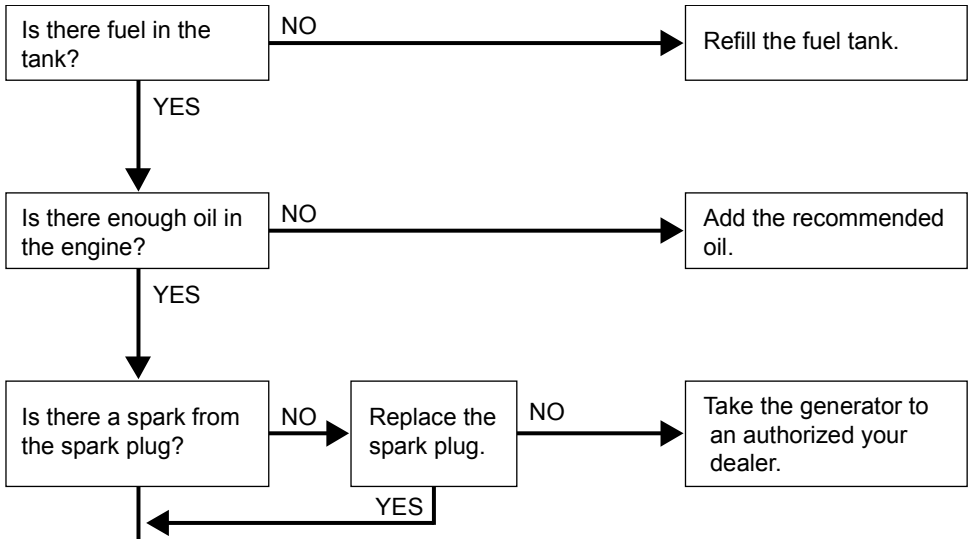 Is there fuel in the
tank?
NO
Refill the fuel tank.
YES
Is there enough oil in
the engine?
NO
Add the recommended
oil.
YES
Is there a spark from
the spark plug?
NO
Replace the
spark plug.
NO
Take the generator to
an authorized your
dealer.
YES